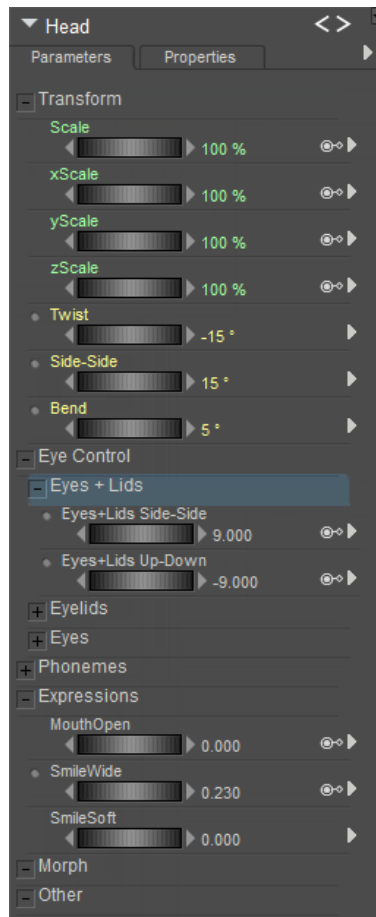 Head
Parameters Properties
Transform
Scale
100 %
xScale
100 %
yScale
100 %
zScale
100 %
Twist
-15 °
Side-Side
15 °
Bend
5 °
Eye Control
Eyes + Lids
Eyes+Lids Side-Side
9.000
Eyes+Lids Up-Down
-9.000
Eyelids
Eyes
Phonemes
Expressions
MouthOpen
0.000
SmileWide
0.230
SmileSoft
0.000
Morph
Other